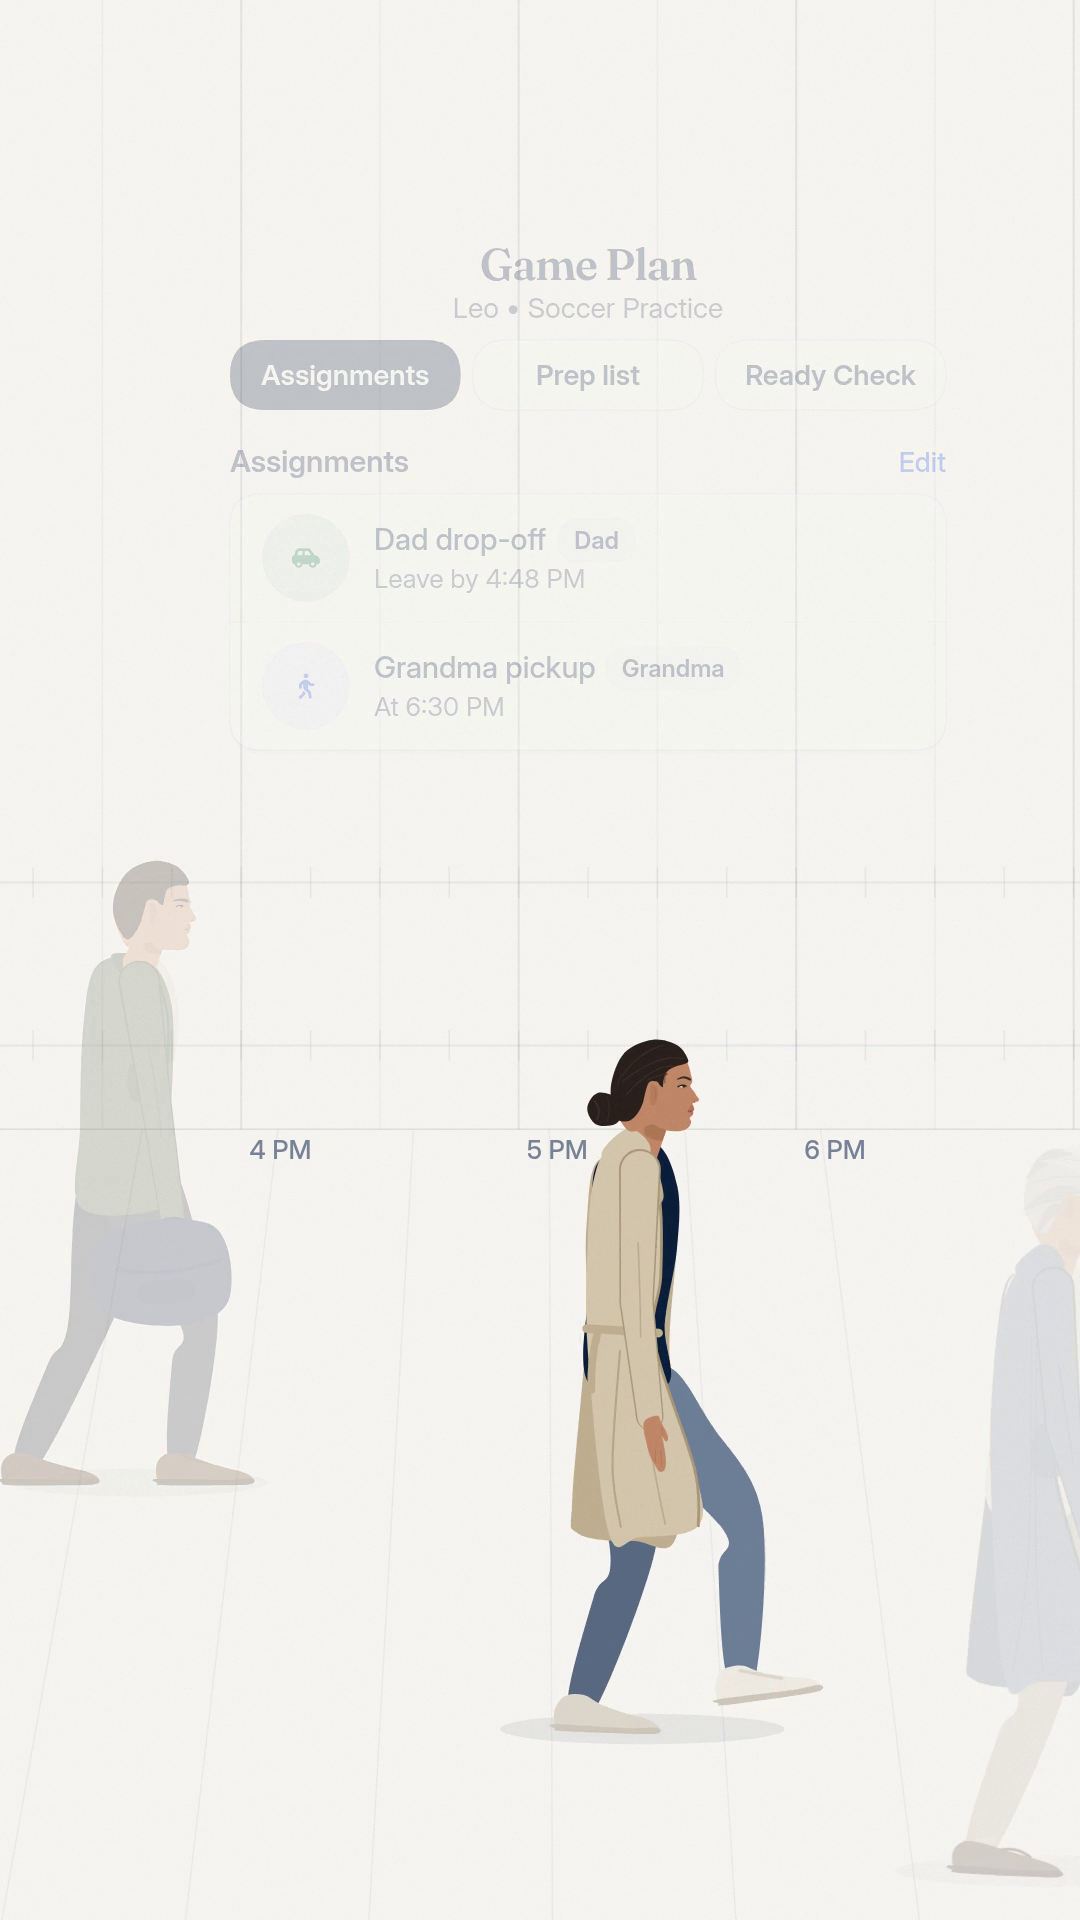 Game Plan
Leo • Soccer Practice
Assignments
Prep list
Ready Check
Assignments
Edit
Dad drop-off
Dad
Leave by 4:48 PM
Grandma pickup
Grandma
At 6:30 PM
4 PM
5 PM
6 PM